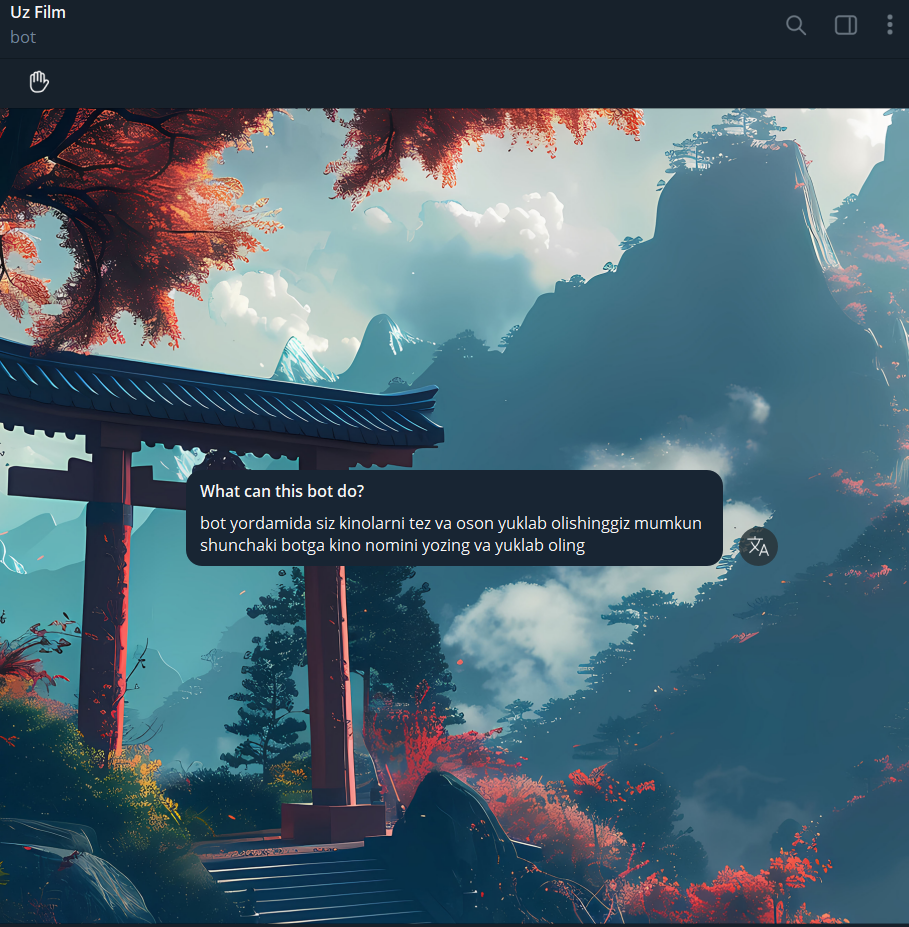 Uz Film
bot
What can this bot do?
bot yordamida siz kinolarni tez va oson yuklab olishinggiz mumkun
shunchaki botga kino nomini yozing va yuklab oling